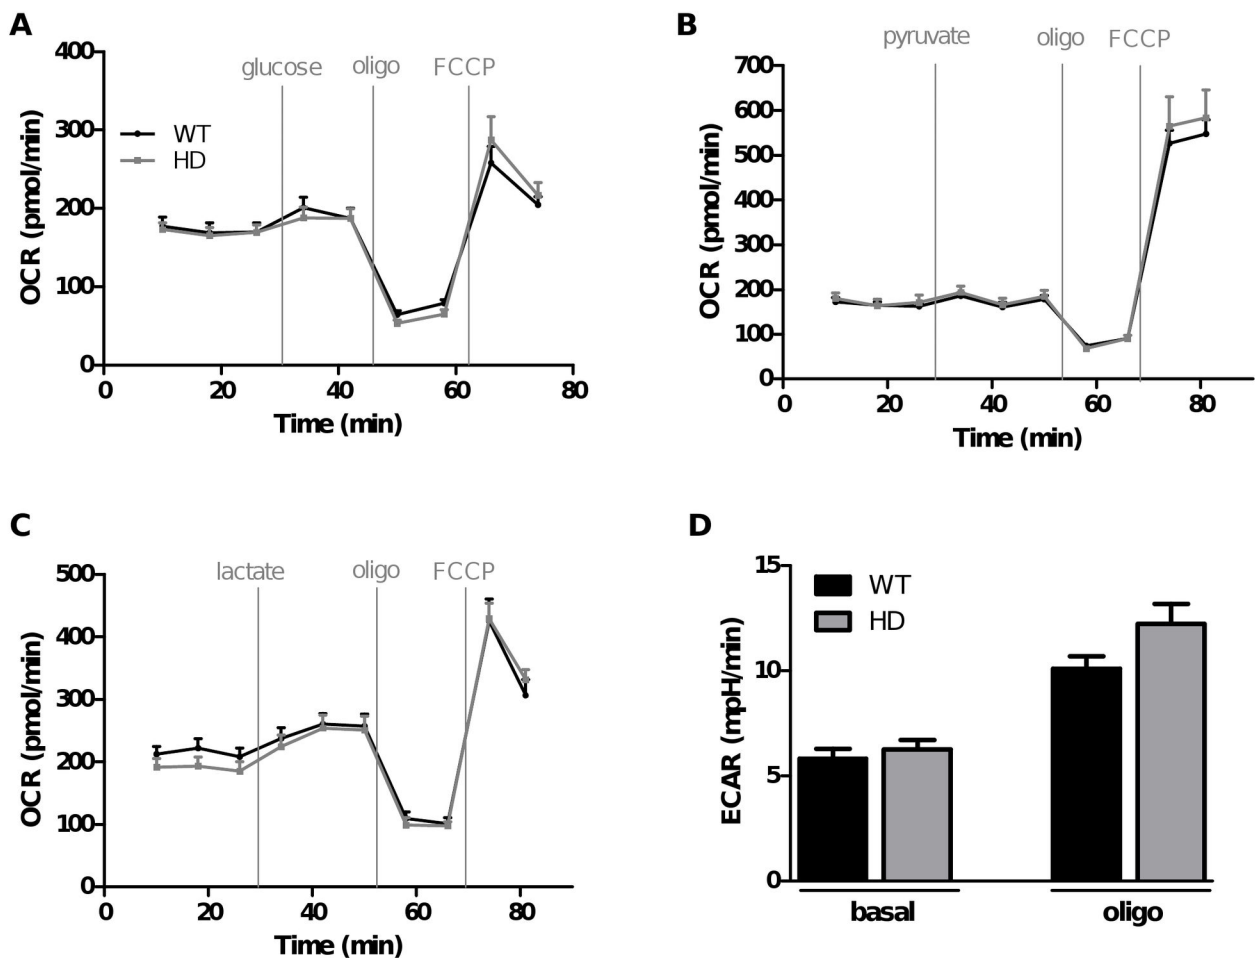 A
glucose oligo FCCP
WT
HD
OCR (pmol/min)
400
300
200
100
0
0 20 40 60 80
Time (min)
B
pyruvate oligo FCCP
OCR (pmol/min)
700
600
500
400
300
200
100
0
0 20 40 60 80
Time (min)
C
lactate oligo FCCP
OCR (pmol/min)
500
400
300
200
100
0
0 20 40 60 80
Time (min)
D
WT
HD
ECAR (mpH/min)
15
10
5
0
basal oligo